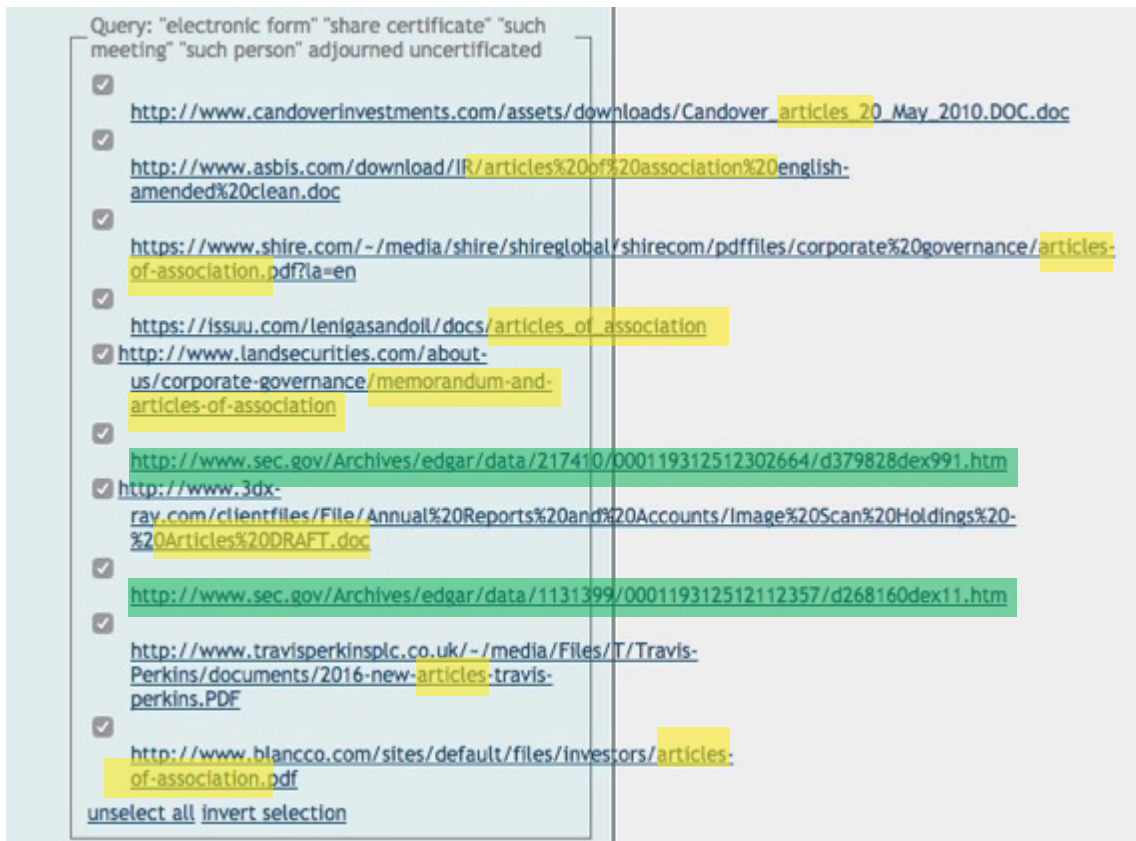 Query: "electronic form" "share certificate" "such
meeting" "such person" adjourned uncertificated
http://www.candoverinvestments.com/assets/downloads/Candover_articles_20_May_2010.DOC.doc
http://www.asbis.com/download/IR/articles%20of%20association%20english-
amended%20clean.doc
https://www.shire.com/~/media/shire/shireglobal/shirecom/pdffiles/corporate%20governance/articles-
of-association.pdf?la=en
https://issuu.com/lenigasandoil/docs/articles_of_association
http://www.landsecurities.com/about-
us/corporate-governance/memorandum-and-
articles-of-association
http://www.sec.gov/Archives/edgar/data/217410/000119312512302664/d379828dex991.htm
http://www.3dx-
ray.com/clientfiles/File/Annual%20Reports%20and%20Accounts/Image%20Scan%20Holdings%20-
%20Articles%20DRAFT.doc
http://www.sec.gov/Archives/edgar/data/1131399/000119312512112357/d268160dex11.htm
http://www.travisperkinsplc.co.uk/~/media/Files/T/Travis-
Perkins/documents/2016-new-articles-travis-
perkins.PDF
http://www.blancco.com/sites/default/files/investors/articles-
of-association.pdf
unselect all invert selection